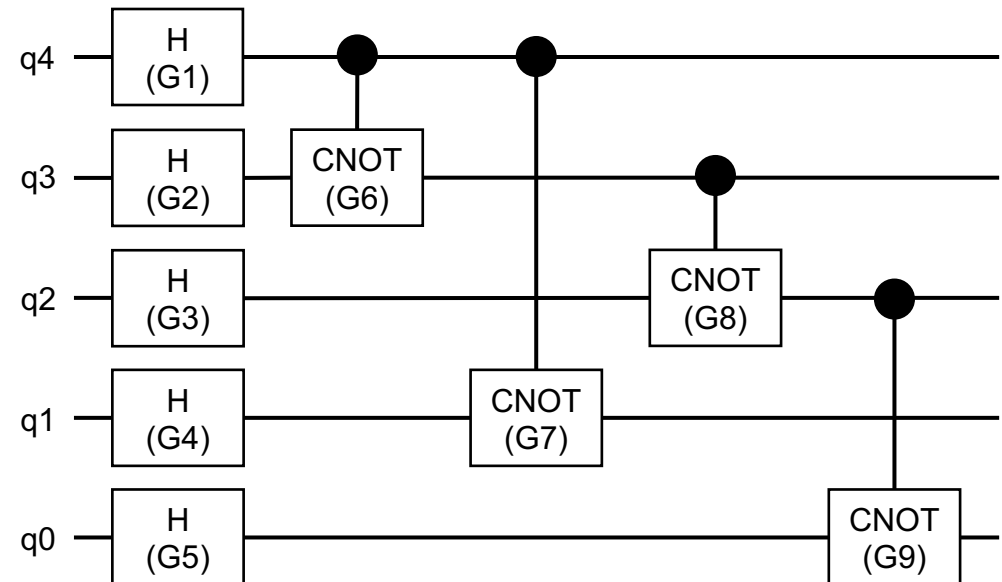 q4
H
(G1)
q3
H
(G2)
CNOT
(G6)
q2
H
(G3)
CNOT
(G8)
q1
H
(G4)
CNOT
(G7)
q0
H
(G5)
CNOT
(G9)